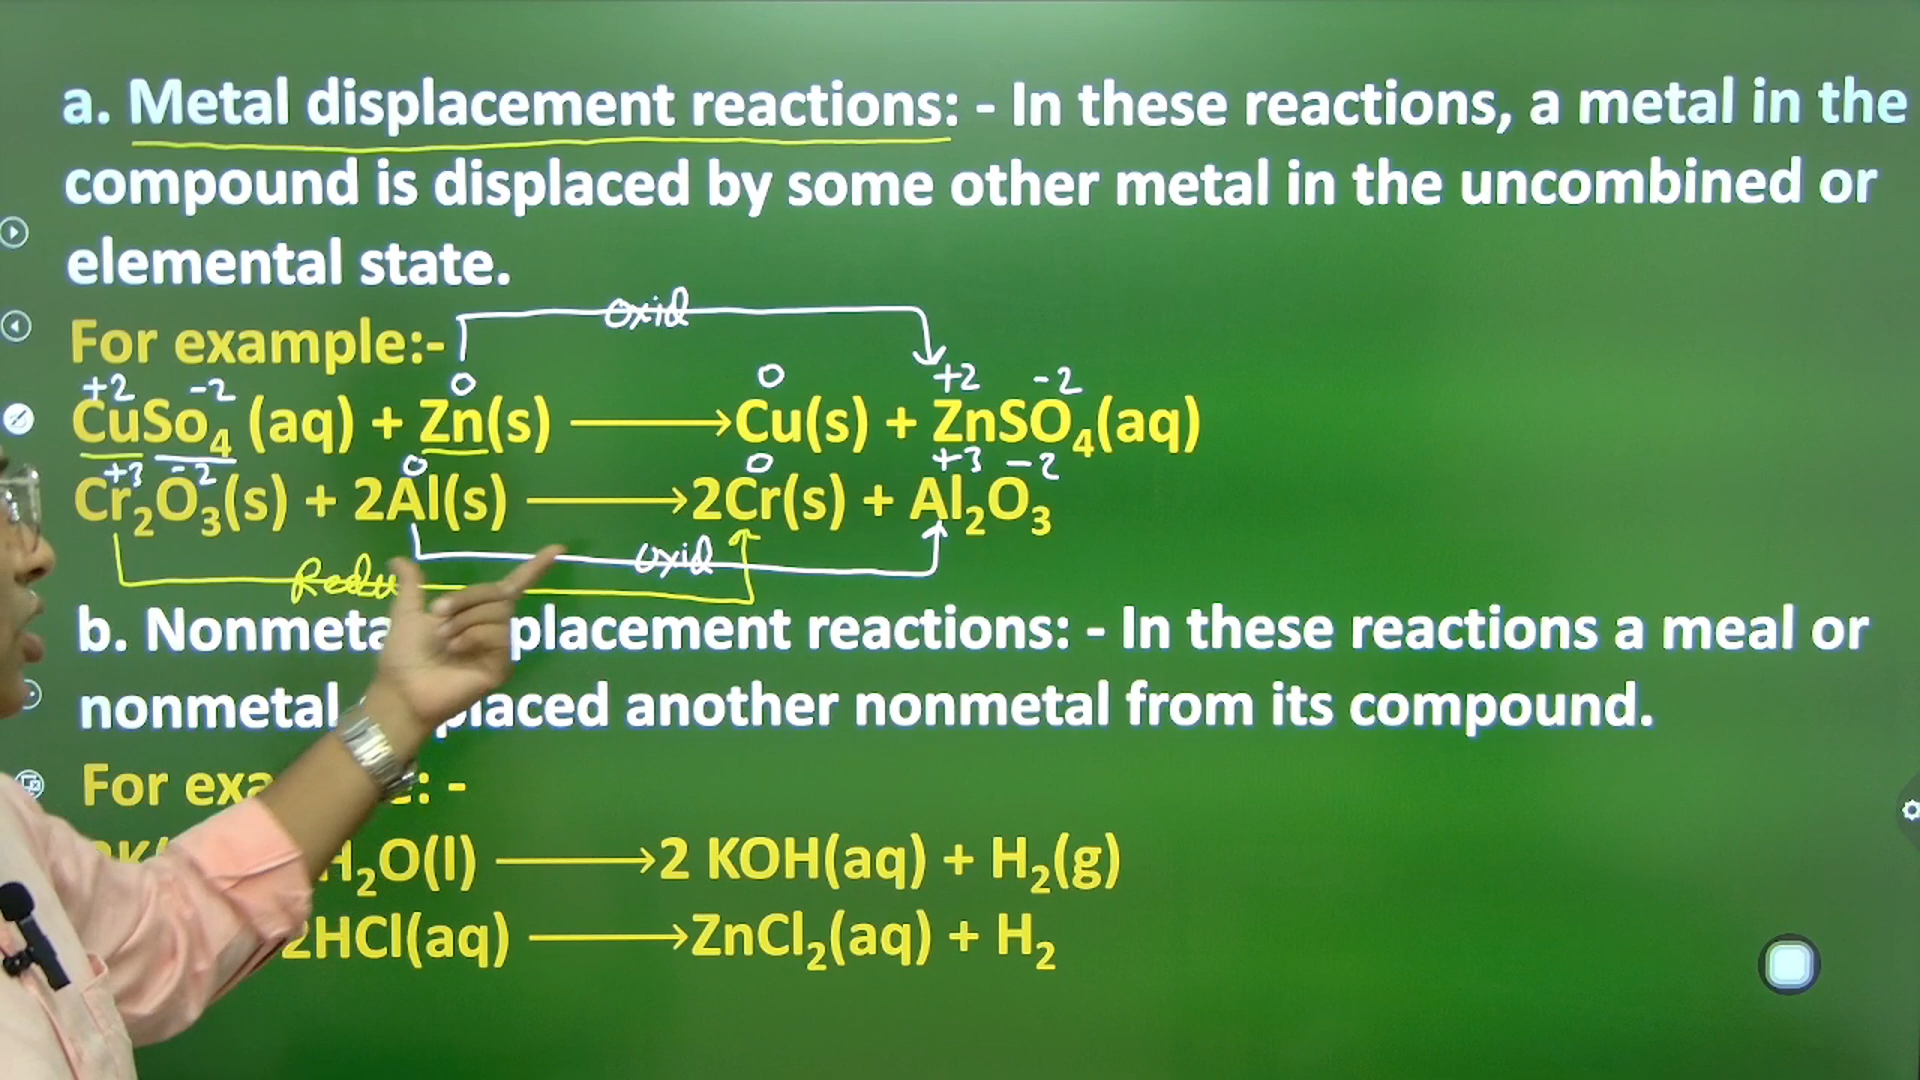 a. Metal displacement reactions: - In these reactions, a metal in the
compound is displaced by some other metal in the uncombined or
elemental state.
oxid
For example:-
+2 -2 0 0 +2 -2
CuSo₄ (aq) + Zn(s) ⟶ Cu(s) + ZnSO₄(aq)
+3 -2 0 0 +3 -2
Cr₂O₃(s) + 2Al(s) ⟶ 2Cr(s) + Al₂O₃
oxid
b. placement reactions: - In these reactions a meal or
nonmetal another nonmetal from its compound.
For : -
H₂O(l) ⟶ 2 KOH(aq) + H₂(g)
2HCl(aq) ⟶ ZnCl₂(aq) + H₂